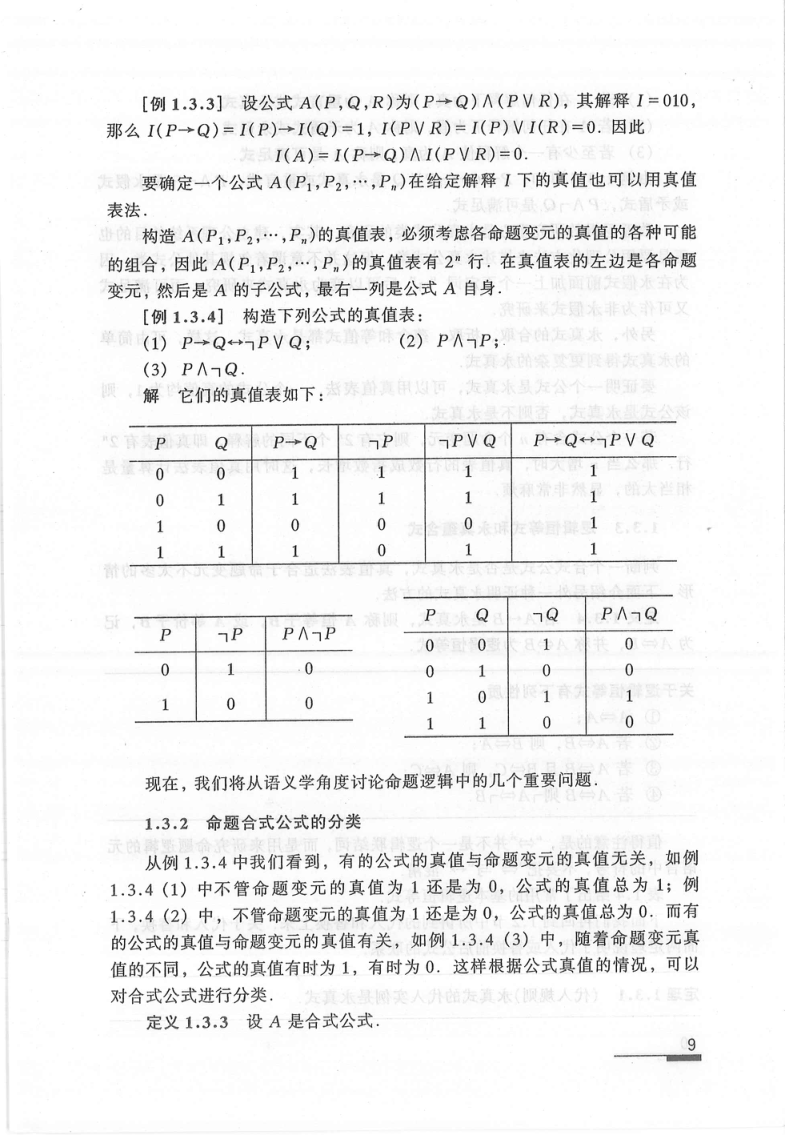 [例 1.3.3] 设公式 A(P,Q,R)为(P→Q)∧(P∨R)，其解释 I=010，
那么 I(P→Q)=I(P)→I(Q)=1，I(P∨R)=I(P)∨I(R)=0. 因此
I(A)=I(P→Q)∧I(P∨R)=0.
要确定一个公式 A(P₁,P₂,…,Pₙ)在给定解释 I 下的真值也可以用真值
表法.
构造 A(P₁,P₂,…,Pₙ)的真值表，必须考虑各命题变元的真值的各种可能
的组合，因此 A(P₁,P₂,…,Pₙ)的真值表有 2ⁿ 行. 在真值表的左边是各命题
变元，然后是 A 的子公式，最右一列是公式 A 自身.
[例 1.3.4] 构造下列公式的真值表：
(1) P→Q↔¬P∨Q； (2) P∧¬P；
(3) P∧¬Q.
解 它们的真值表如下：
P Q P→Q ¬P ¬P∨Q P→Q↔¬P∨Q
0 0 1 1 1 1
0 1 1 1 1 1
1 0 0 0 0 1
1 1 1 0 1 1
P ¬P P∧¬P
0 1 0
1 0 0
P Q ¬Q P∧¬Q
0 0 1 0
0 1 0 0
1 0 1 1
1 1 0 0
现在，我们将从语义学角度讨论命题逻辑中的几个重要问题.
1.3.2 命题合式公式的分类
从例 1.3.4 中我们看到，有的公式的真值与命题变元的真值无关，如例
1.3.4 (1) 中不管命题变元的真值为 1 还是为 0，公式的真值总为 1；例
1.3.4 (2) 中，不管命题变元的真值为 1 还是为 0，公式的真值总为 0. 而有
的公式的真值与命题变元的真值有关，如例 1.3.4 (3) 中，随着命题变元真
值的不同，公式的真值有时为 1，有时为 0. 这样根据公式真值的情况，可以
对合式公式进行分类.
定义 1.3.3 设 A 是合式公式.
9